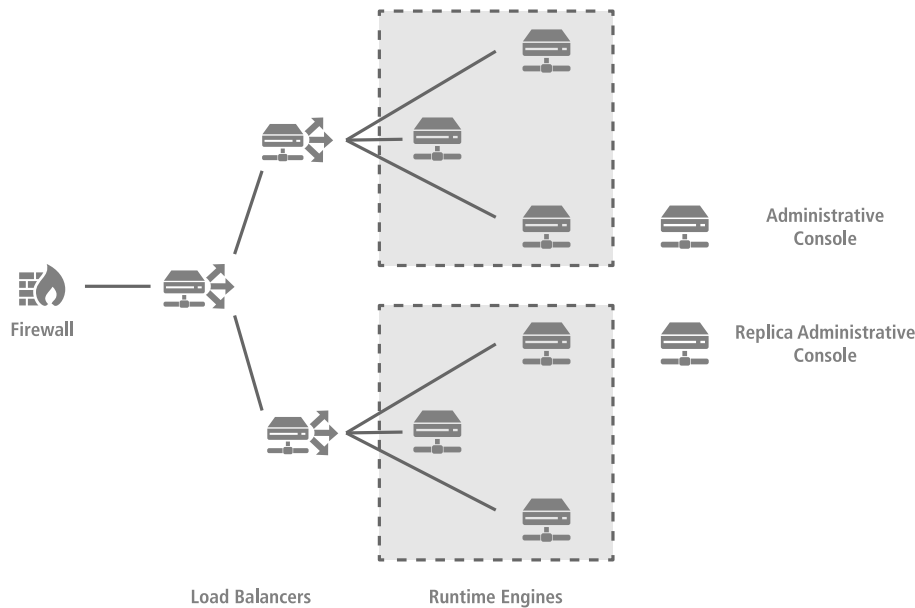 Administrative
Console
Firewall
Replica Administrative
Console
Load Balancers
Runtime Engines